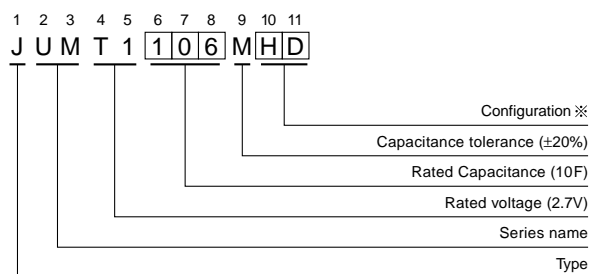 1 2 3 4 5 6 7 8 9 10 11
J U M T 1 1 0 6 M H D
Configuration ※
Capacitance tolerance (±20%)
Rated Capacitance (10F)
Rated voltage (2.7V)
Series name
Type